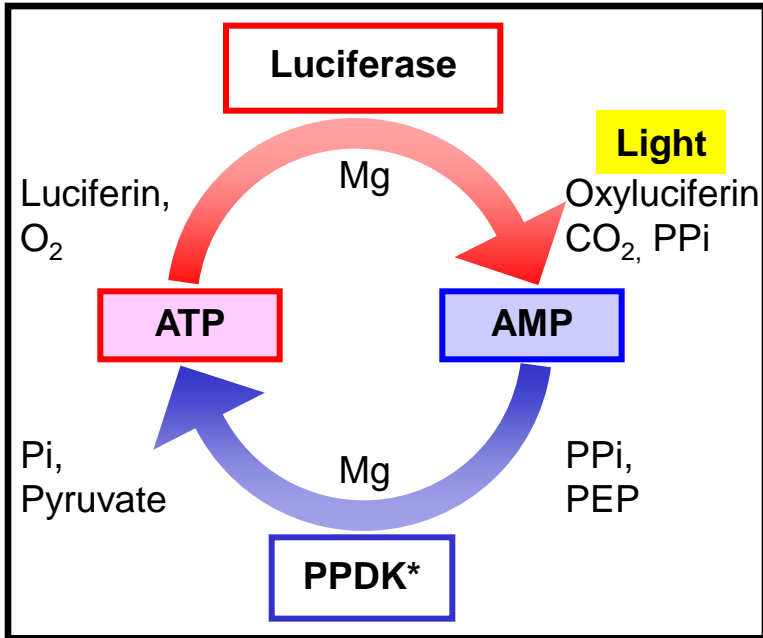 Luciferase
Light
Mg
Luciferin,
O₂
Oxyluciferin
CO₂, PPi
ATP
AMP
Pi,
Pyruvate
Mg
PPi,
PEP
PPDK*